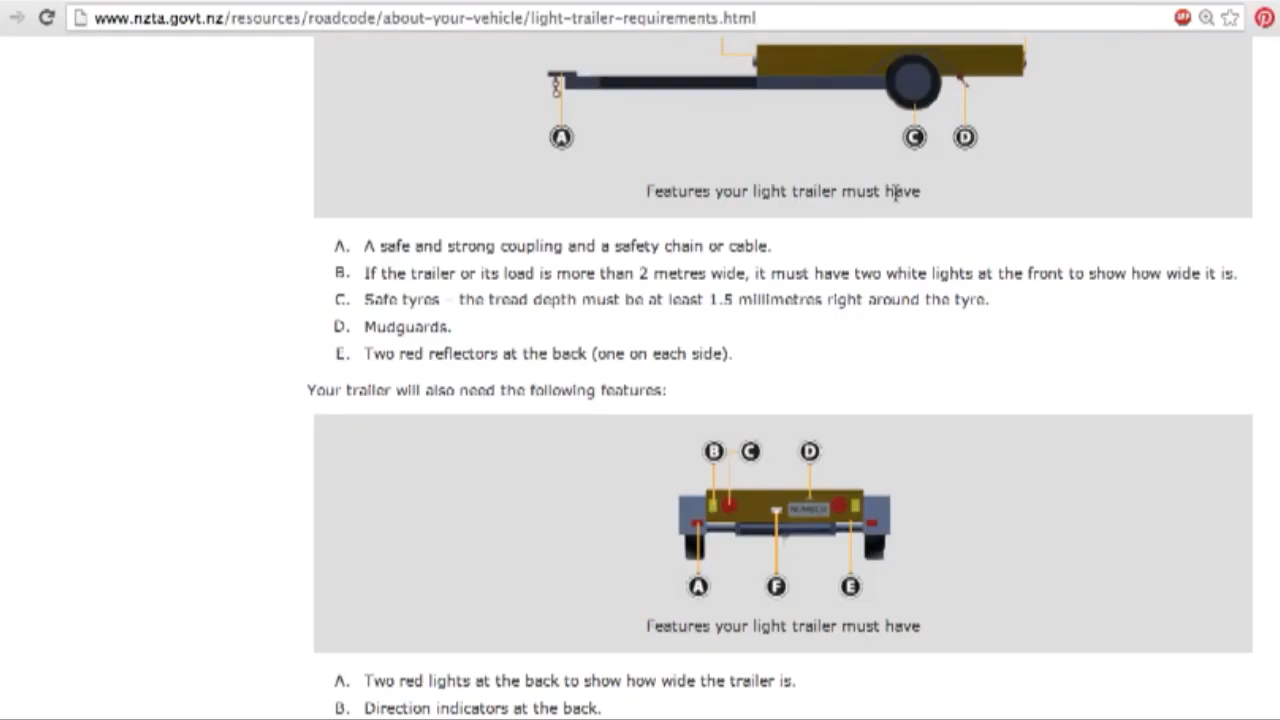 www.nzta.govt.nz/resources/roadcode/about-your-vehicle/light-trailer-requirements.html
A C D
Features your light trailer must have
A. A safe and strong coupling and a safety chain or cable.
B. If the trailer or its load is more than 2 metres wide, it must have two white lights at the front to show how wide it is.
C. Safe tyres – the tread depth must be at least 1.5 millimetres right around the tyre.
D. Mudguards.
E. Two red reflectors at the back (one on each side).
Your trailer will also need the following features:
B C D
NUMBER
A F E
Features your light trailer must have
A. Two red lights at the back to show how wide the trailer is.
B. Direction indicators at the back.